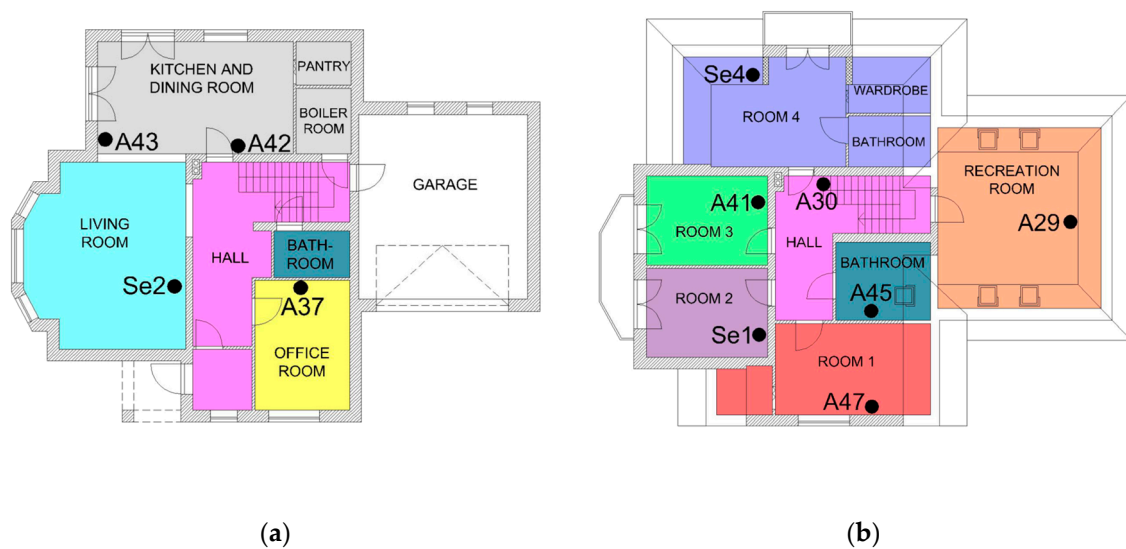 KITCHEN AND
DINING ROOM
PANTRY
BOILER
ROOM
A43
A42
GARAGE
LIVING
ROOM
HALL
BATH-
ROOM
Se2
A37
OFFICE
ROOM
(a)
Se4
WARDROBE
ROOM 4
BATHROOM
RECREATION
ROOM
A41
A30
A29
ROOM 3
HALL
BATHROOM
ROOM 2
A45
Se1
ROOM 1
A47
(b)